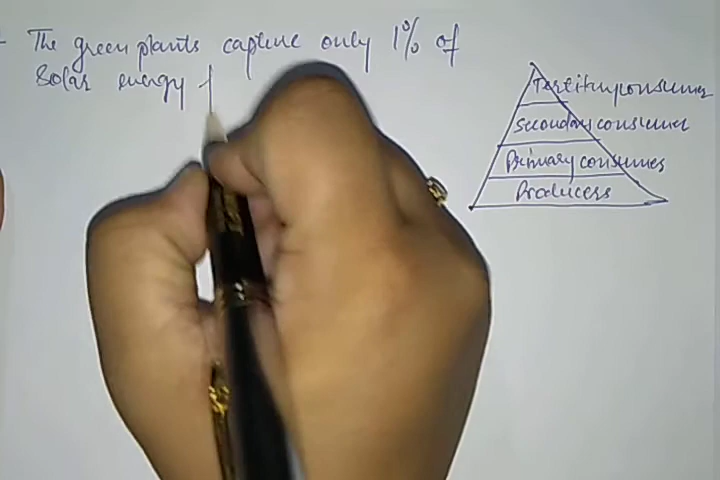 The green plants capture only 1% of
Solar energy f
Tertiary consumer
Secondary consumer
Primary consumer
Producers